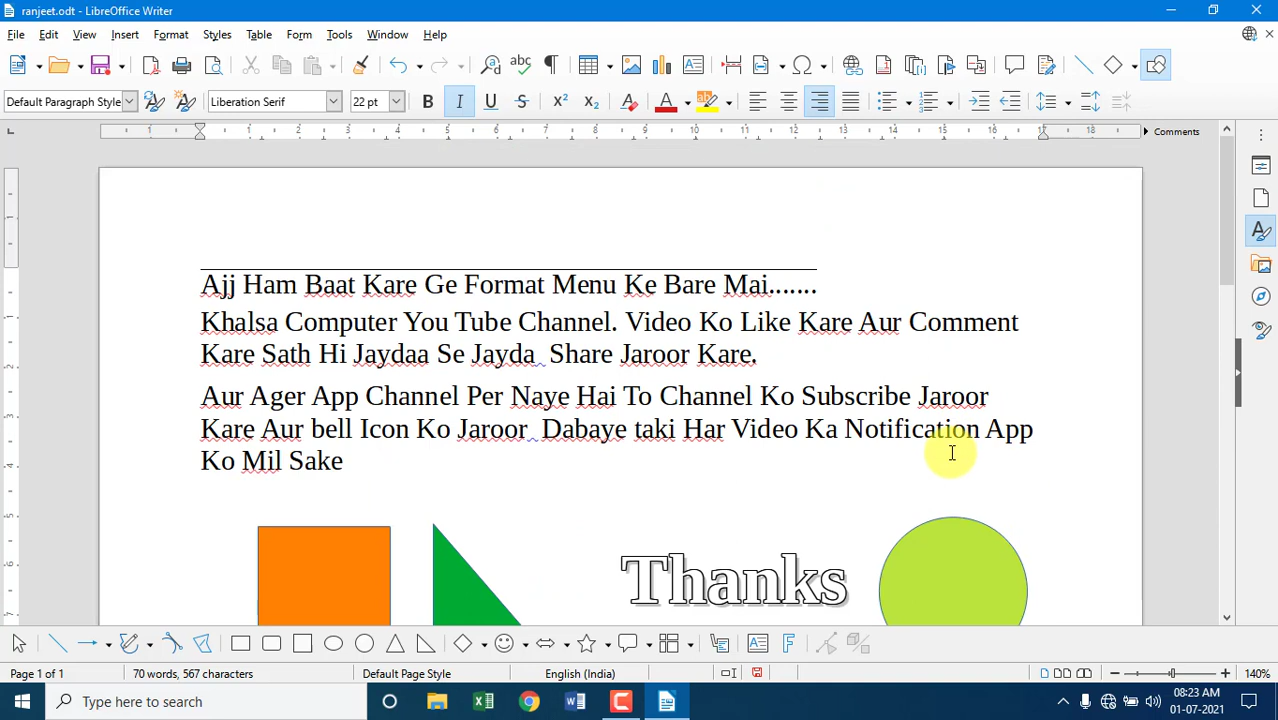 ranjeet.odt - LibreOffice Writer
File Edit View Insert Format Styles Table Form Tools Window Help
Default Paragraph Style Liberation Serif 22 pt
Comments
Ajj Ham Baat Kare Ge Format Menu Ke Bare Mai.......
Khalsa Computer You Tube Channel. Video Ko Like Kare Aur Comment
Kare Sath Hi Jaydaa Se Jayda  Share Jaroor Kare.
Aur Ager App Channel Per Naye Hai To Channel Ko Subscribe Jaroor
Kare Aur bell Icon Ko Jaroor  Dabaye taki Har Video Ka Notification App
Ko Mil Sake
Thanks
Page 1 of 1 70 words, 567 characters Default Page Style English (India) 140%
Type here to search
08:23 AM
01-07-2021